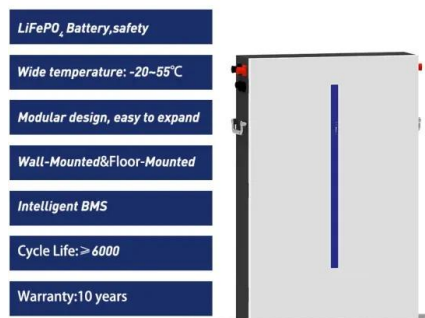 LiFePO₄ Battery,safety
Wide temperature: -20~55℃
Modular design, easy to expand
Wall-Mounted&Floor-Mounted
Intelligent BMS
Cycle Life:≥6000
Warranty:10 years